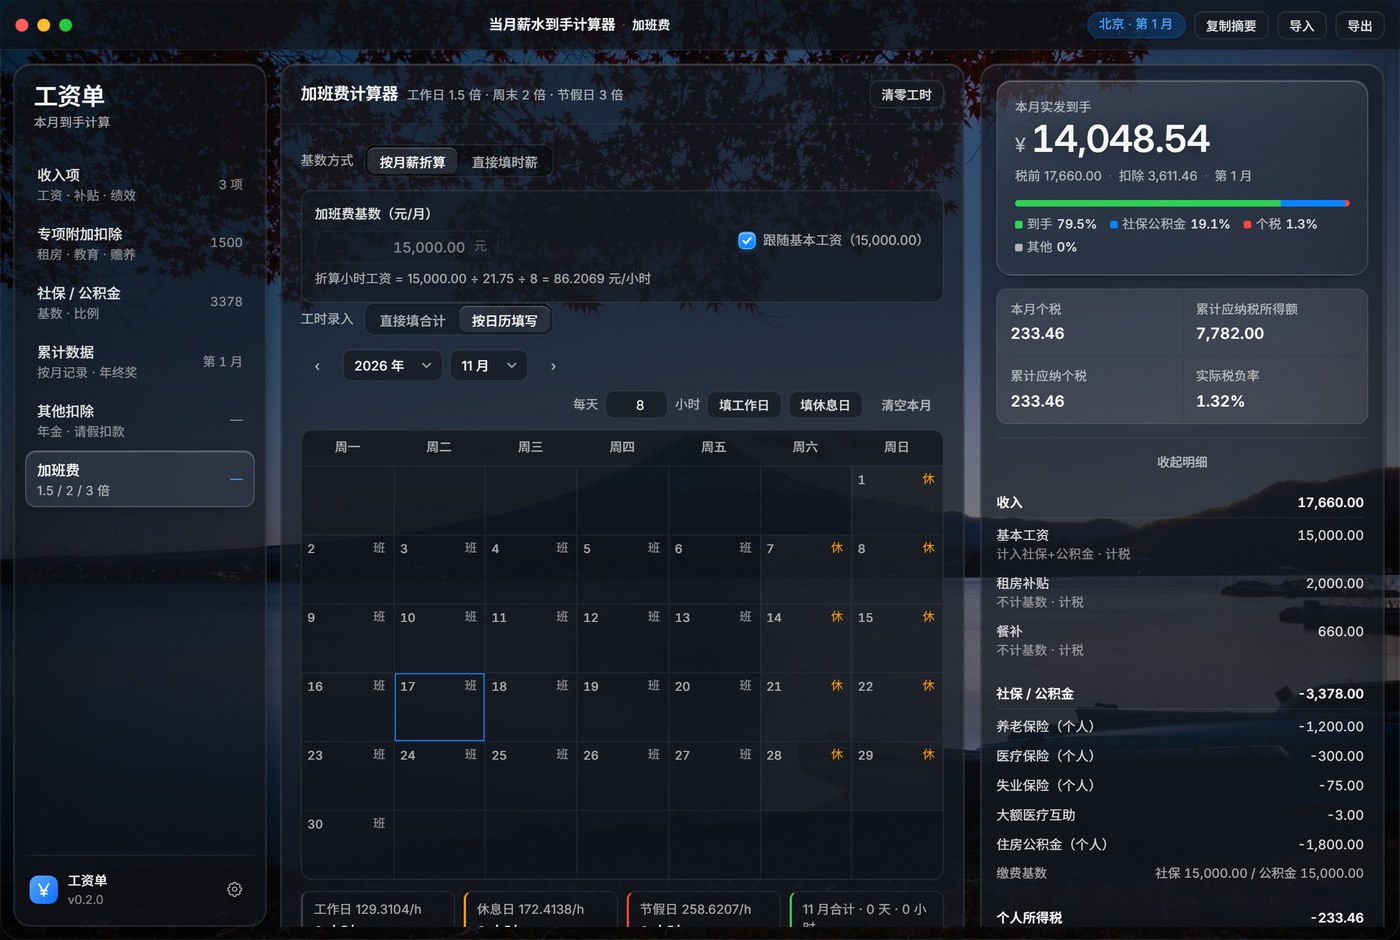 当月薪水到手计算器 · 加班费
北京 · 第 1 月
复制摘要
导入
导出
工资单
本月到手计算
收入项
工资 · 补贴 · 绩效
3 项
专项附加扣除
租房 · 教育 · 赡养
1500
社保 / 公积金
基数 · 比例
3378
累计数据
按月记录 · 年终奖
第 1 月
其他扣除
年金 · 请假扣款
—
加班费
1.5 / 2 / 3 倍
—
工资单
v0.2.0
加班费计算器 工作日 1.5 倍 · 周末 2 倍 · 节假日 3 倍
清零工时
基数方式
按月薪折算
直接填时薪
加班费基数（元/月）
15,000.00 元
跟随基本工资（15,000.00）
折算小时工资 = 15,000.00 ÷ 21.75 ÷ 8 = 86.2069 元/小时
工时录入
直接填合计
按日历填写
‹
2026 年
11 月
›
每天 8 小时
填工作日
填休息日
清空本月
周一 周二 周三 周四 周五 周六 周日
1 休
2 班 3 班 4 班 5 班 6 班 7 休 8 休
9 班 10 班 11 班 12 班 13 班 14 休 15 休
16 班 17 班 18 班 19 班 20 班 21 休 22 休
23 班 24 班 25 班 26 班 27 班 28 休 29 休
30 班
工作日 129.3104/h
休息日 172.4138/h
节假日 258.6207/h
11 月合计 · 0 天 · 0 小
本月实发到手
¥ 14,048.54
税前 17,660.00 · 扣除 3,611.46 · 第 1 月
到手 79.5% 社保公积金 19.1% 个税 1.3%
其他 0%
本月个税
233.46
累计应纳税所得额
7,782.00
累计应纳个税
233.46
实际税负率
1.32%
收起明细
收入 17,660.00
基本工资 15,000.00
计入社保+公积金 · 计税
租房补贴 2,000.00
不计基数 · 计税
餐补 660.00
不计基数 · 计税
社保 / 公积金 -3,378.00
养老保险（个人） -1,200.00
医疗保险（个人） -300.00
失业保险（个人） -75.00
大额医疗互助 -3.00
住房公积金（个人） -1,800.00
缴费基数 社保 15,000.00 / 公积金 15,000.00
个人所得税 -233.46